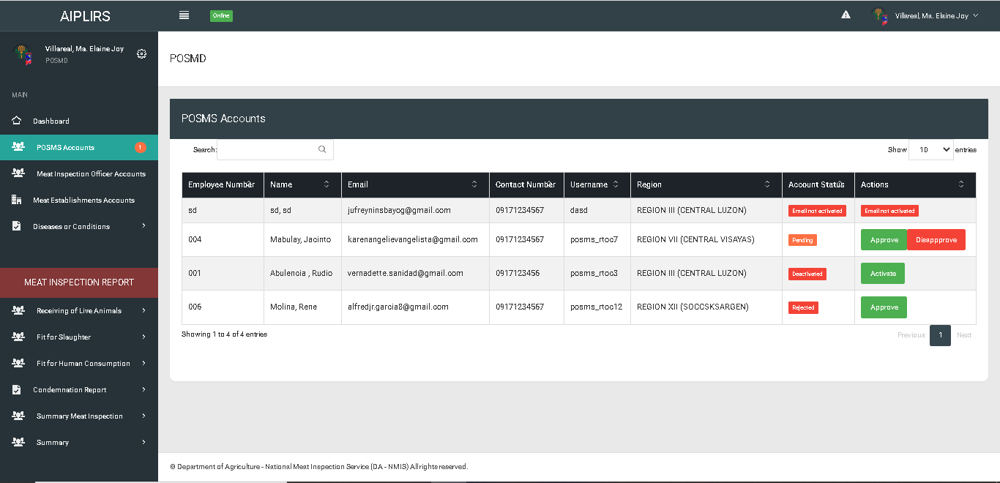 AIPLIRS
Online
Villareal, Ma. Elaine Joy
Villareal, Ma. Elaine Joy
POSMD
MAIN
Dashboard
POSMS Accounts 1
Meat Inspection Officer Accounts
Meat Establishments Accounts
Diseases or Conditions
MEAT INSPECTION REPORT
Receiving of Live Animals
Fit for Slaughter
Fit for Human Consumption
Condemnation Report
Summary Meat Inspection
Summary
POSMD
POSMS Accounts
Search: Show 10 entries
Employee Number Name Email Contact Number Username Region Account Status Actions
sd sd, sd jufreyninsbayog@gmail.com 09171234567 dasd REGION III (CENTRAL LUZON) Email not activated Email not activated
004 Mabulay, Jacinto karenangelievangelista@gmail.com 09171234567 posms_rtoc7 REGION VII (CENTRAL VISAYAS) Pending Approve Disappprove
001 Abulencia , Rudio vernadette.sanidad@gmail.com 0917123456 posms_rtoc3 REGION III (CENTRAL LUZON) Deactivated Activate
006 Molina, Rene alfredjr.garcia8@gmail.com 09171234567 posms_rtoc12 REGION XII (SOCCSKSARGEN) Rejected Approve
Showing 1 to 4 of 4 entries Previous 1 Next
© Department of Agriculture - National Meat Inspection Service (DA - NMIS) All rights reserved.